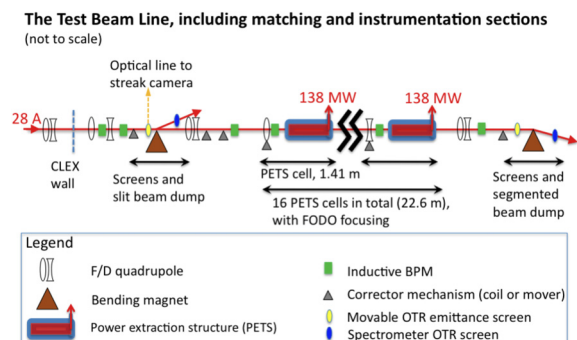 The Test Beam Line, including matching and instrumentation sections
(not to scale)
Optical line to
streak camera
138 MW
138 MW
28 A
CLEX
wall
Screens and
slit beam dump
PETS cell, 1.41 m
16 PETS cells in total (22.6 m),
with FODO focusing
Screens and
segmented
beam dump
Legend
F/D quadrupole
Bending magnet
Power extraction structure (PETS)
Inductive BPM
Corrector mechanism (coil or mover)
Movable OTR emittance screen
Spectrometer OTR screen